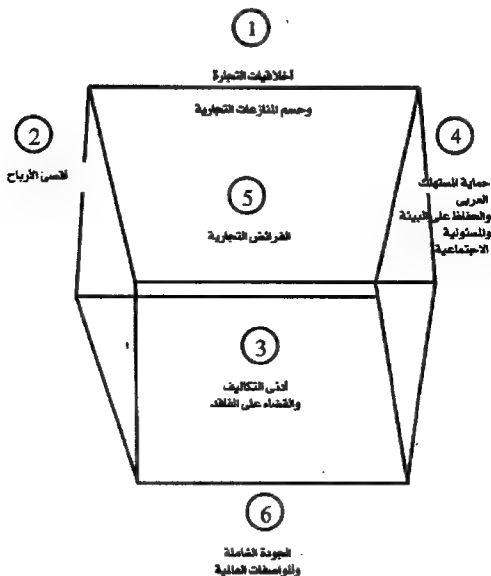 1
أخلاقيات التجارة
وحسم المنازعات التجارية
2
أقصى الأرباح
4
حماية المستهلك
العربى
والحفاظ على البيئة
والمسئولية
الاجتماعية
5
الفرائض التجارية
3
أدنى التكاليف
والقضاء على الفاقد
6
الجودة الشاملة
والمواصفات العالمية